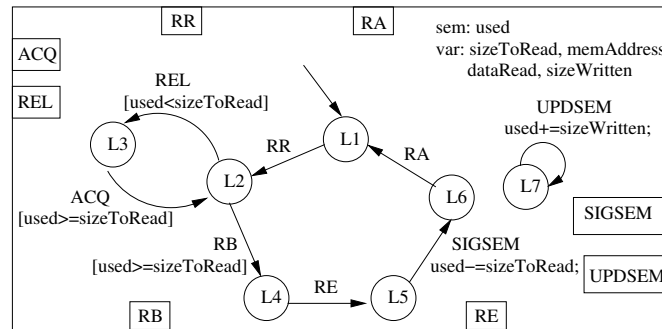 RR
RA
sem: used
var: sizeToRead, memAddress
dataRead, sizeWritten
ACQ
REL
REL
[used<sizeToRead]
UPDSEM
used+=sizeWritten;
L3
L1
RR
RA
L2
L7
L6
ACQ
[used>=sizeToRead]
SIGSEM
RB
[used>=sizeToRead]
SIGSEM
used-=sizeToRead;
UPDSEM
L4
RE
L5
RB
RE